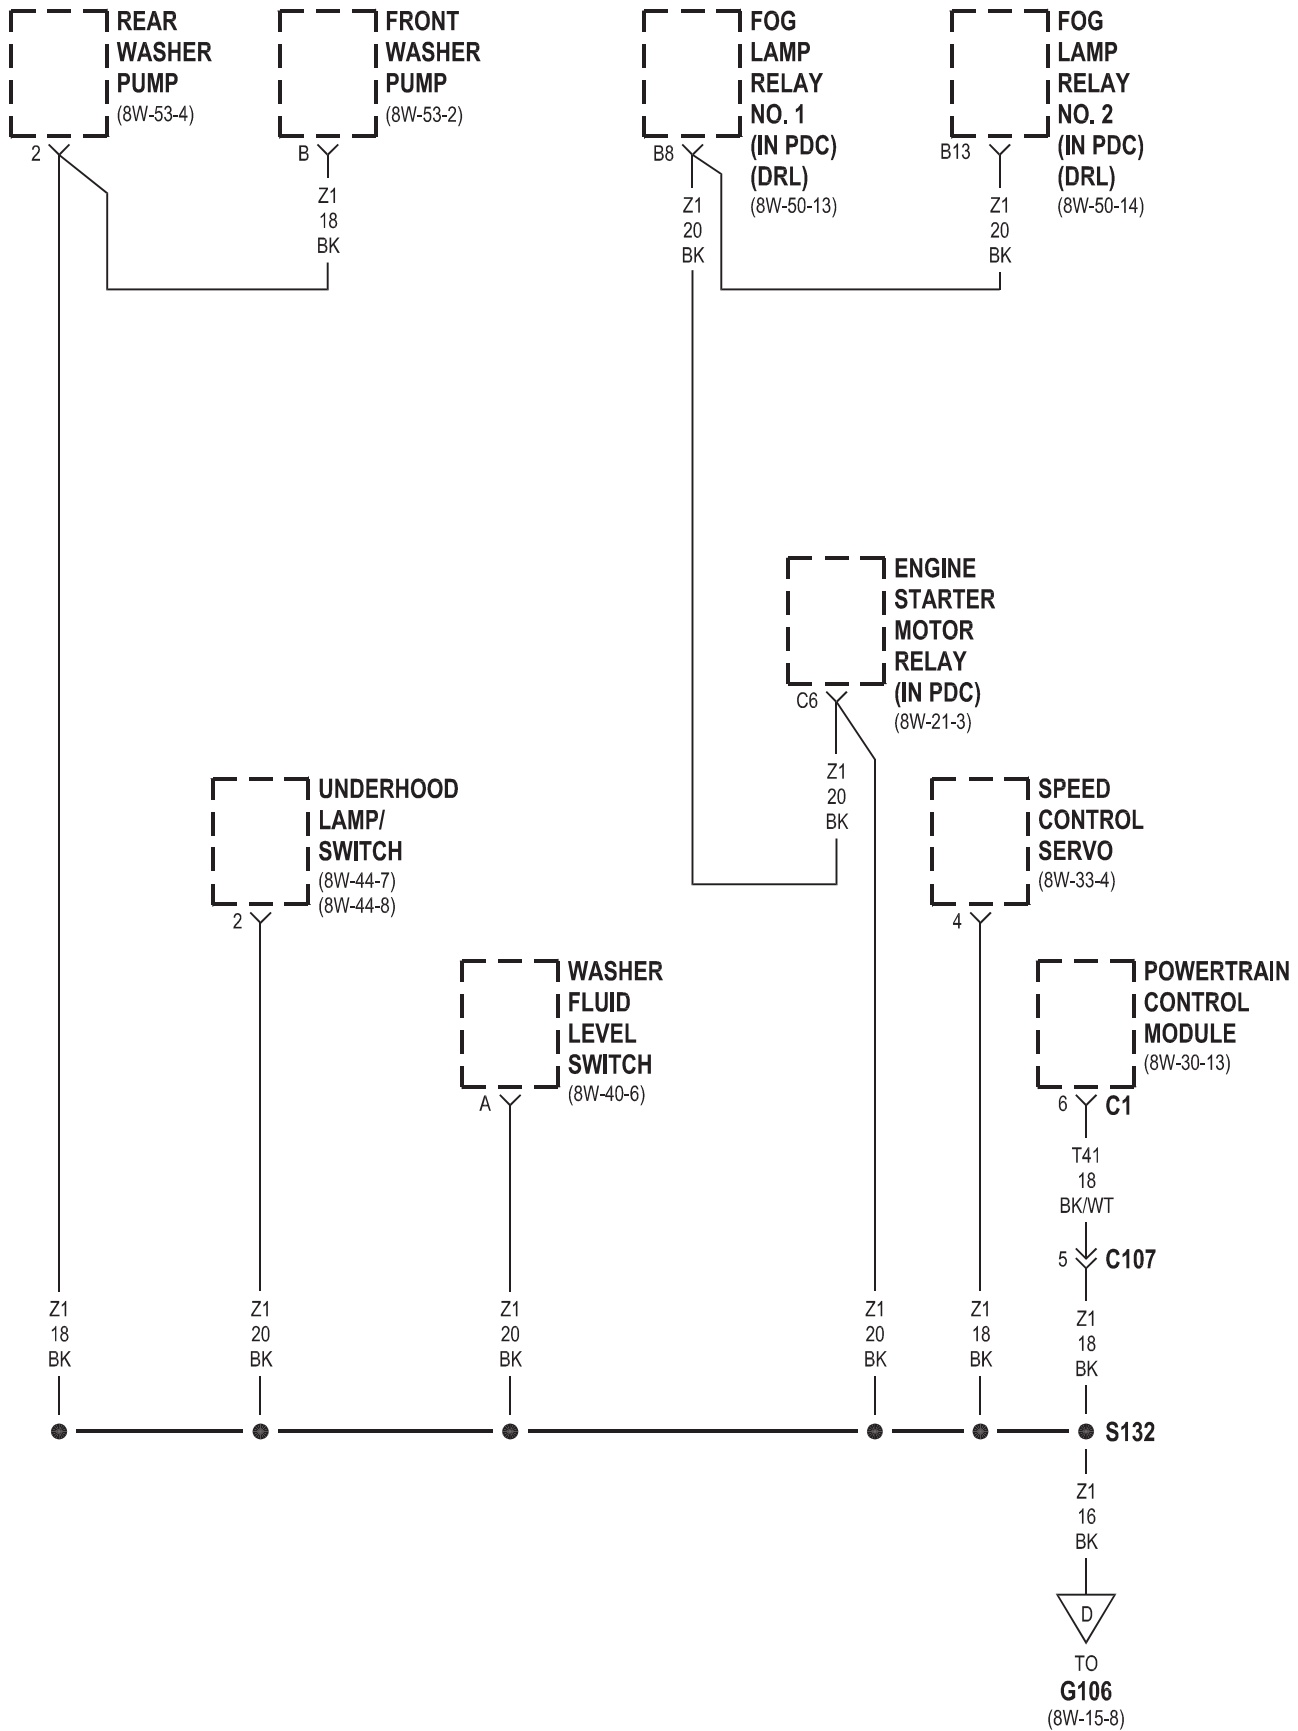 REAR
WASHER
PUMP
(8W-53-4)
2
FRONT
WASHER
PUMP
(8W-53-2)
B
Z1
18
BK
FOG
LAMP
RELAY
NO. 1
(IN PDC)
(DRL)
(8W-50-13)
B8
Z1
20
BK
FOG
LAMP
RELAY
NO. 2
(IN PDC)
(DRL)
(8W-50-14)
B13
Z1
20
BK
ENGINE
STARTER
MOTOR
RELAY
(IN PDC)
(8W-21-3)
C6
Z1
20
BK
UNDERHOOD
LAMP/
SWITCH
(8W-44-7)
(8W-44-8)
2
SPEED
CONTROL
SERVO
(8W-33-4)
4
WASHER
FLUID
LEVEL
SWITCH
(8W-40-6)
A
POWERTRAIN
CONTROL
MODULE
(8W-30-13)
6
C1
T41
18
BK/WT
5
C107
Z1
18
BK
Z1
20
BK
Z1
20
BK
Z1
20
BK
Z1
18
BK
Z1
18
BK
S132
Z1
16
BK
D
TO
G106
(8W-15-8)